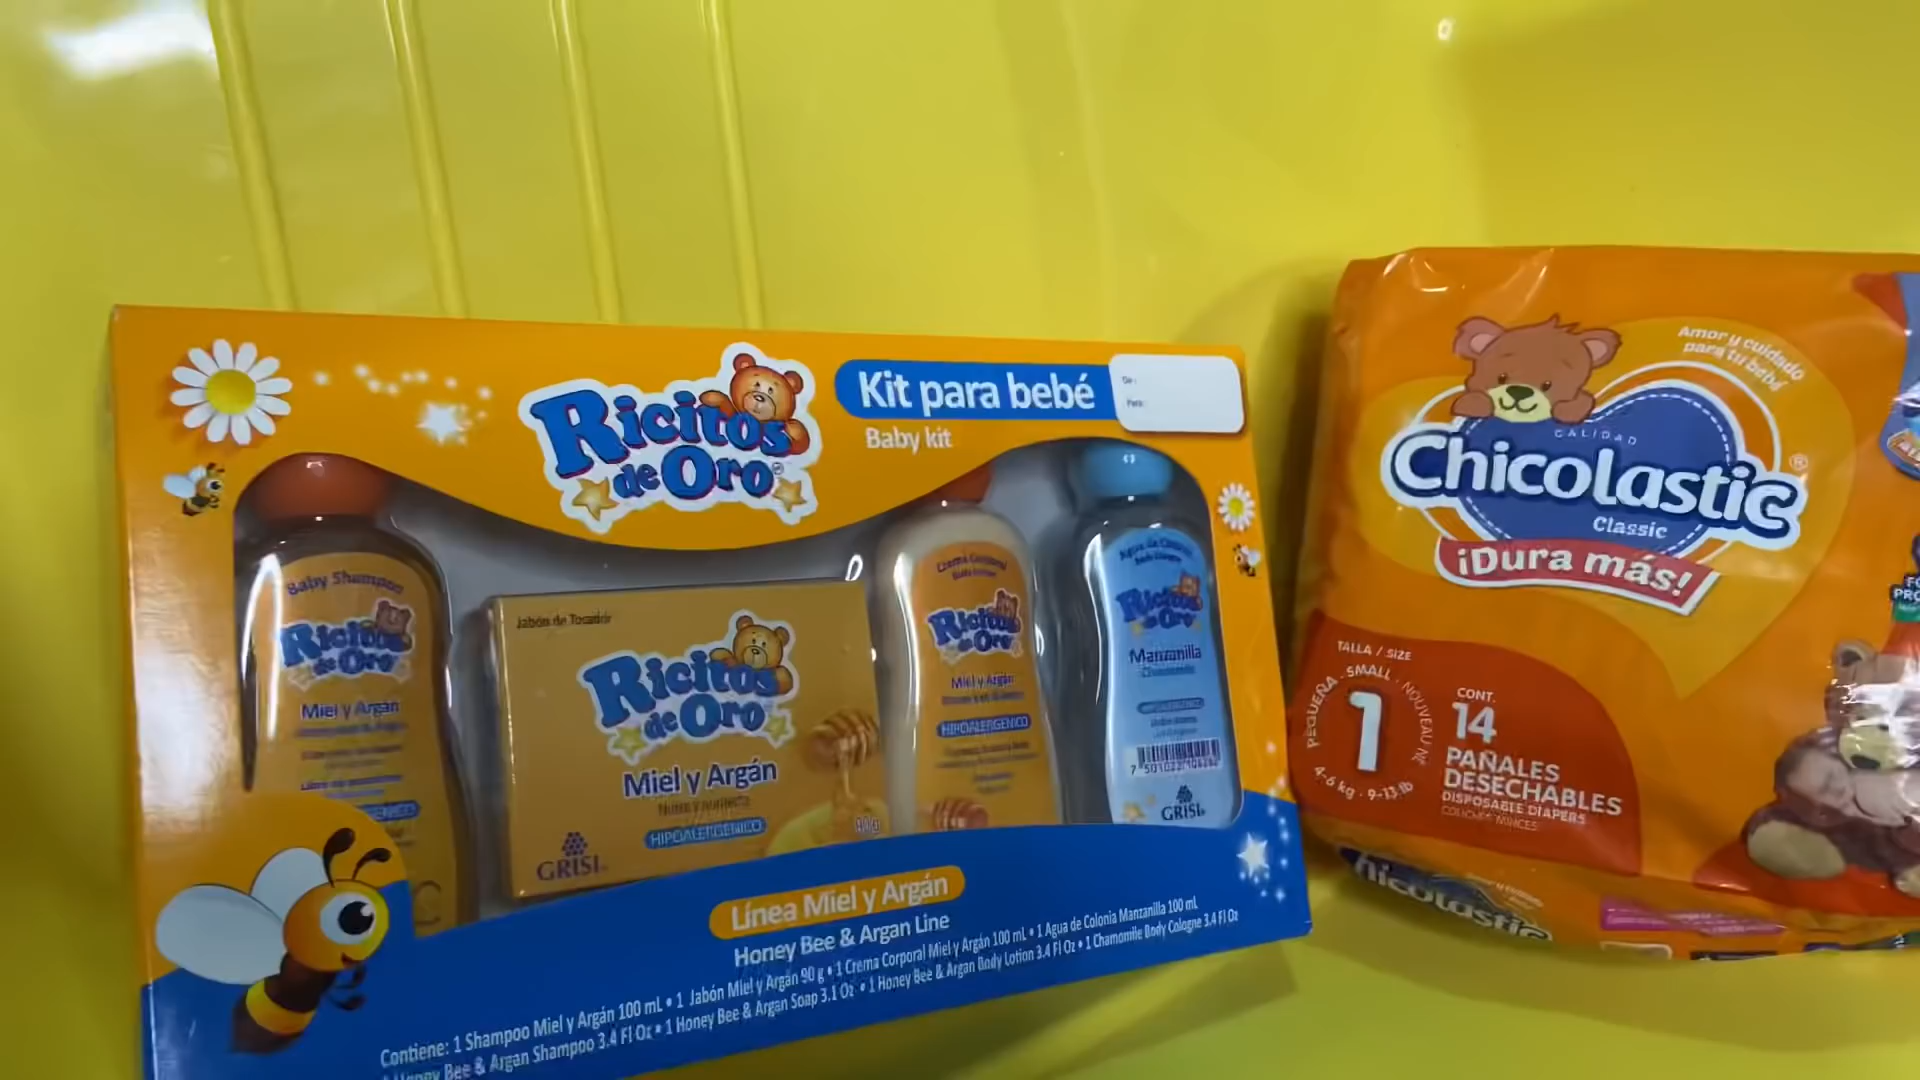 Ricitos
de Oro
Kit para bebé
Baby kit
De:
Para:
Baby Shampoo
Ricitos
de Oro
Miel y Argán
Jabón de Tocador
Ricitos
de Oro
Miel y Argán
HIPOALERGÉNICO
90g
GRISI
Crema Corporal
Ricitos
de Oro
Miel y Argán
HIPOALERGÉNICO
Agua de Colonia
Ricitos
de Oro
Manzanilla
GRISI
Línea Miel y Argán
Honey Bee & Argan Line
Contiene: 1 Shampoo Miel y Argán 100 mL • 1 Jabón Miel y Argán 90 g • 1 Crema Corporal Miel y Argán 100 mL • 1 Agua de Colonia Manzanilla 100 mL
Honey Bee & Argan Shampoo 3.4 Fl Oz • 1 Honey Bee & Argan Soap 3.1 Oz • 1 Honey Bee & Argan Body Lotion 3.4 Fl Oz • 1 Chamomille Body Cologne 3.4 Fl Oz
Amor y cuidado
para tu bebé
CALIDAD
Chicolastic®
Classic
¡Dura más!
TALLA / SIZE
PEQUEÑA - SMALL - NOUVEAU NÉ
1
4-6 kg - 9-13 lb
CONT.
14
PAÑALES
DESECHABLES
DISPOSABLE DIAPERS
COUCHES MINCES
Chicolastic